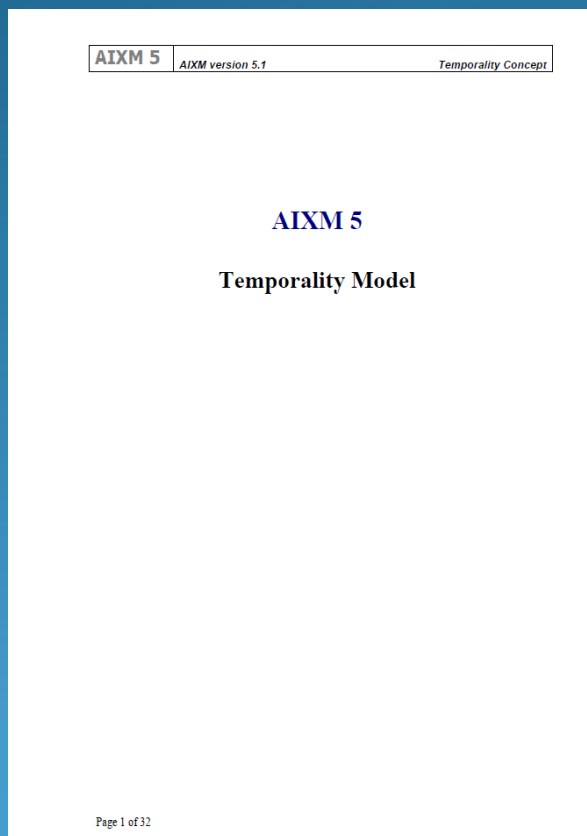 AIXM 5 AIXM version 5.1 Temporality Concept
AIXM 5
Temporality Model
Page 1 of 32